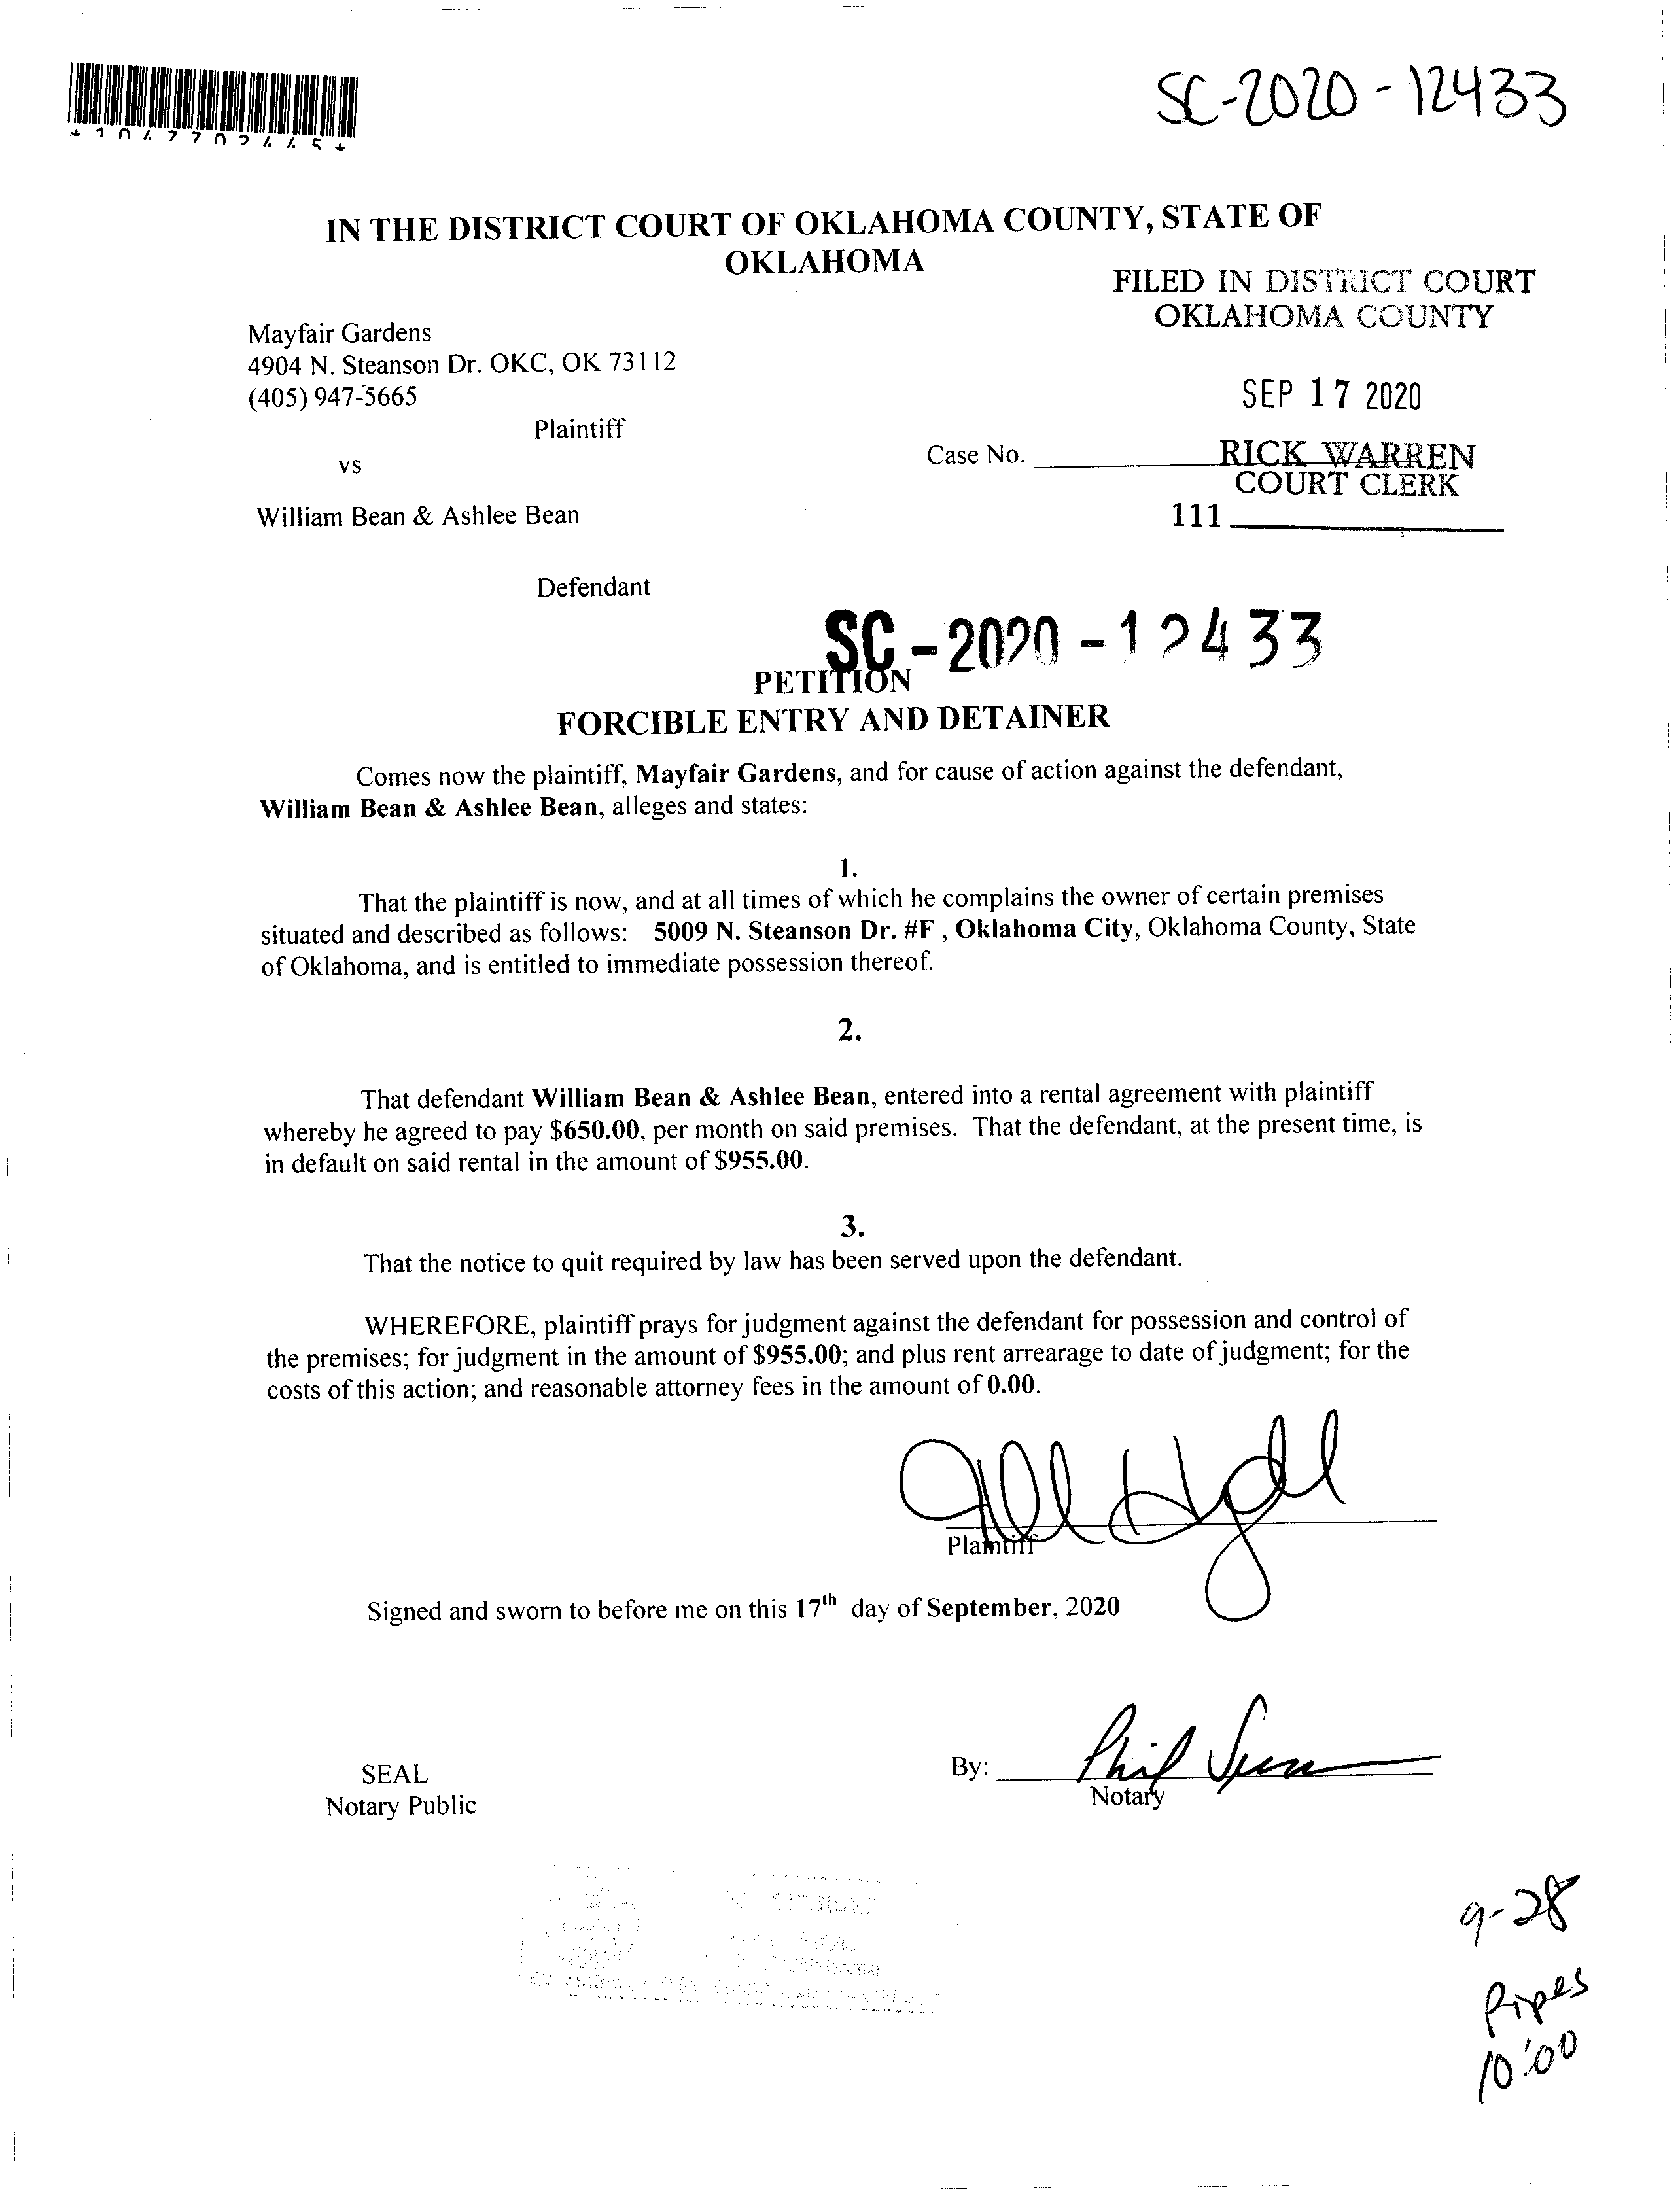 SC-2020-12433
*1047702445*
IN THE DISTRICT COURT OF OKLAHOMA COUNTY, STATE OF
OKLAHOMA
FILED IN DISTRICT COURT
OKLAHOMA COUNTY
Mayfair Gardens
4904 N. Steanson Dr. OKC, OK 73112
(405) 947-5665
SEP 17 2020
Plaintiff
vs
Case No.
RICK WARREN
COURT CLERK
William Bean & Ashlee Bean
111
Defendant
SC-2020-12433
PETITION
FORCIBLE ENTRY AND DETAINER
Comes now the plaintiff, Mayfair Gardens, and for cause of action against the defendant,
William Bean & Ashlee Bean, alleges and states:
1.
That the plaintiff is now, and at all times of which he complains the owner of certain premises
situated and described as follows: 5009 N. Steanson Dr. #F , Oklahoma City, Oklahoma County, State
of Oklahoma, and is entitled to immediate possession thereof.
2.
That defendant William Bean & Ashlee Bean, entered into a rental agreement with plaintiff
whereby he agreed to pay $650.00, per month on said premises. That the defendant, at the present time, is
in default on said rental in the amount of $955.00.
3.
That the notice to quit required by law has been served upon the defendant.
WHEREFORE, plaintiff prays for judgment against the defendant for possession and control of
the premises; for judgment in the amount of $955.00; and plus rent arrearage to date of judgment; for the
costs of this action; and reasonable attorney fees in the amount of 0.00.
Plaintiff
Signed and sworn to before me on this 17th day of September, 2020
By: Phil
SEAL
Notary
Notary Public
9-28
Pipes
10:00